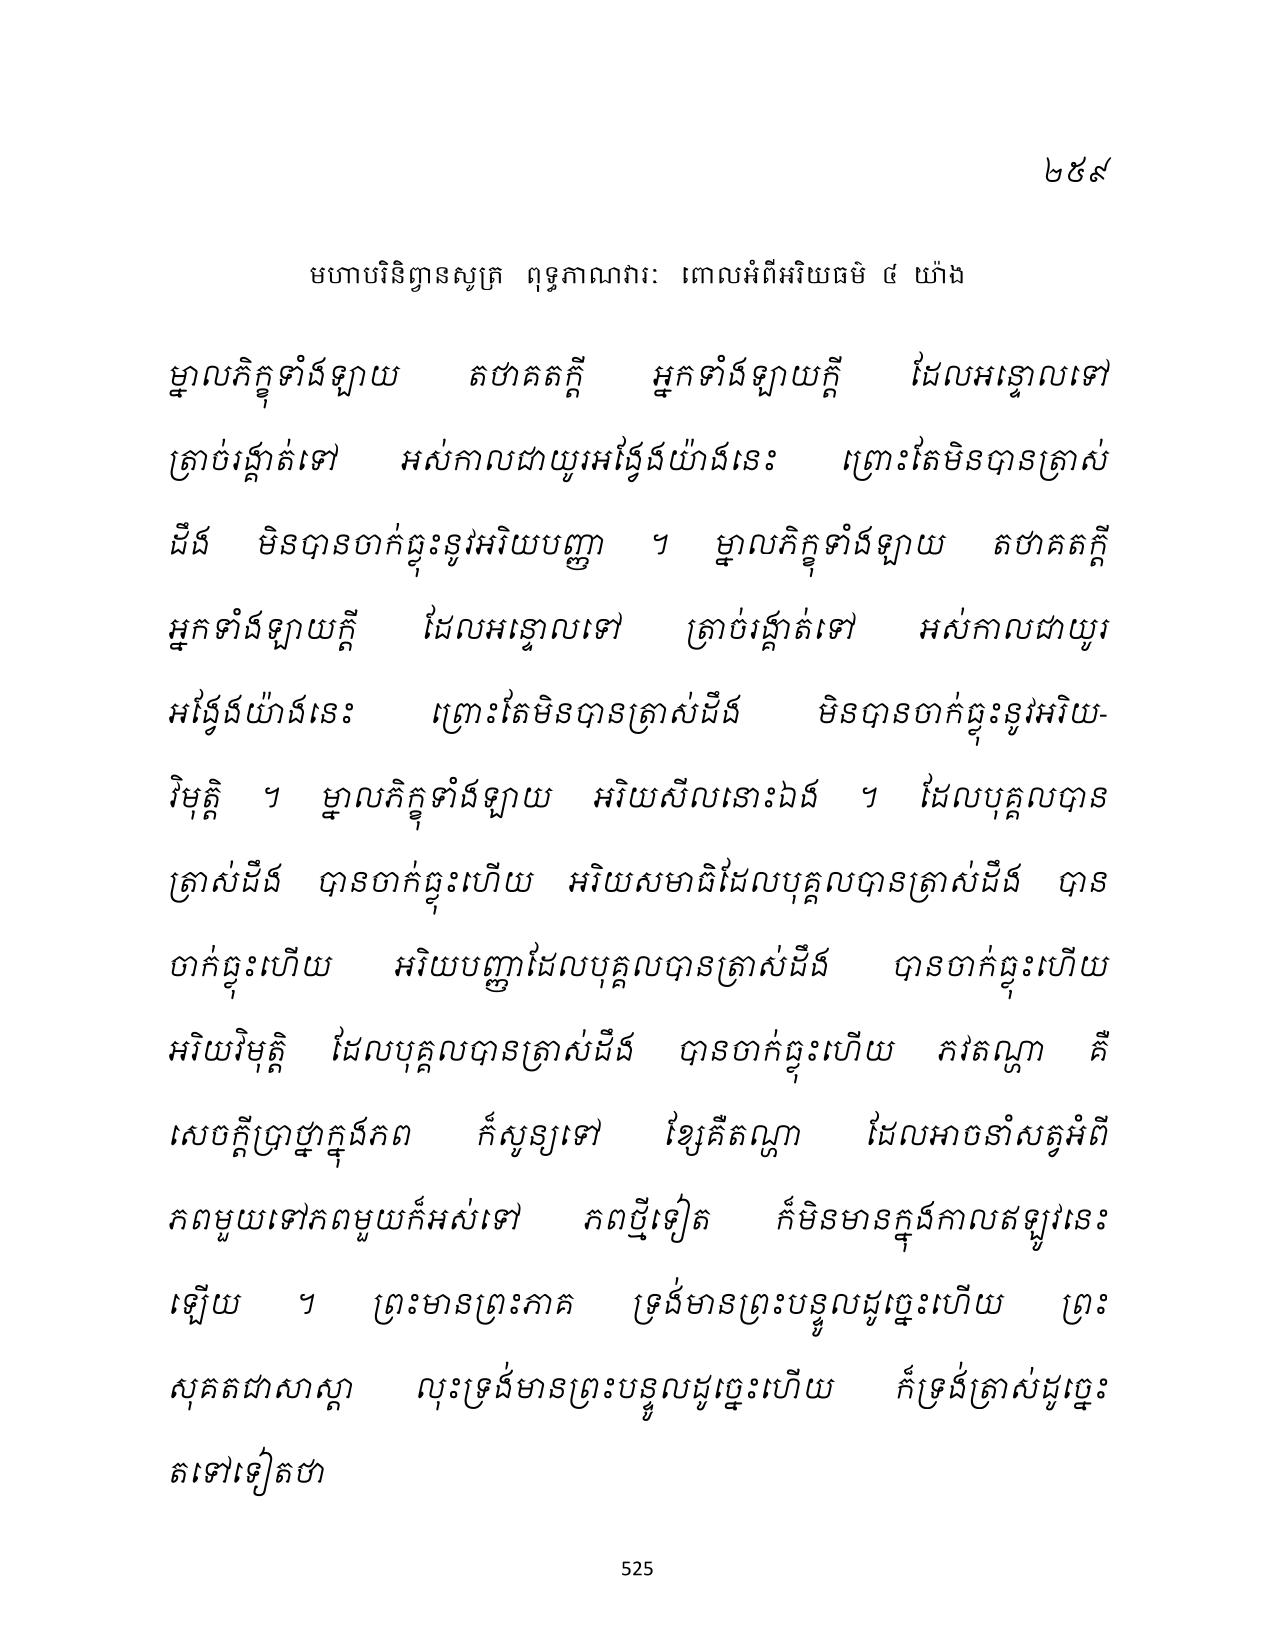 ២៥៩
មហាបរិនិព្វានសូត្រ ពុទ្ធភាណវារៈ ពោលអំពីអរិយធម៌ ៤ យ៉ាង
ម្នាលភិក្ខុទាំងឡាយ តថាគតក្តី អ្នកទាំងឡាយក្តី ដែលអន្ទោលទៅ
ត្រាច់រង្គាត់ទៅ អស់កាលជាយូរអង្វែងយ៉ាងនេះ ព្រោះតែមិនបានត្រាស់
ដឹង មិនបានចាក់ធ្លុះនូវអរិយបញ្ញា ។ ម្នាលភិក្ខុទាំងឡាយ តថាគតក្តី
អ្នកទាំងឡាយក្តី ដែលអន្ទោលទៅ ត្រាច់រង្គាត់ទៅ អស់កាលជាយូរ
អង្វែងយ៉ាងនេះ ព្រោះតែមិនបានត្រាស់ដឹង មិនបានចាក់ធ្លុះនូវអរិយ-
វិមុត្តិ ។ ម្នាលភិក្ខុទាំងឡាយ អរិយសីលនោះឯង ។ ដែលបុគ្គលបាន
ត្រាស់ដឹង បានចាក់ធ្លុះហើយ អរិយសមាធិដែលបុគ្គលបានត្រាស់ដឹង បាន
ចាក់ធ្លុះហើយ អរិយបញ្ញាដែលបុគ្គលបានត្រាស់ដឹង បានចាក់ធ្លុះហើយ
អរិយវិមុត្តិ ដែលបុគ្គលបានត្រាស់ដឹង បានចាក់ធ្លុះហើយ ភវតណ្ហា គឺ
សេចក្តីប្រាថ្នាក្នុងភព ក៏សូន្យទៅ ខ្សែគឺតណ្ហា ដែលអាចនាំសត្វអំពី
ភពមួយទៅភពមួយក៏អស់ទៅ ភពថ្មីទៀត ក៏មិនមានក្នុងកាលឥឡូវនេះ
ឡើយ ។ ព្រះមានព្រះភាគ ទ្រង់មានព្រះបន្ទូលដូច្នេះហើយ ព្រះ
សុគតជាសាស្តា លុះទ្រង់មានព្រះបន្ទូលដូច្នេះហើយ ក៏ទ្រង់ត្រាស់ដូច្នេះ
តទៅទៀតថា
525